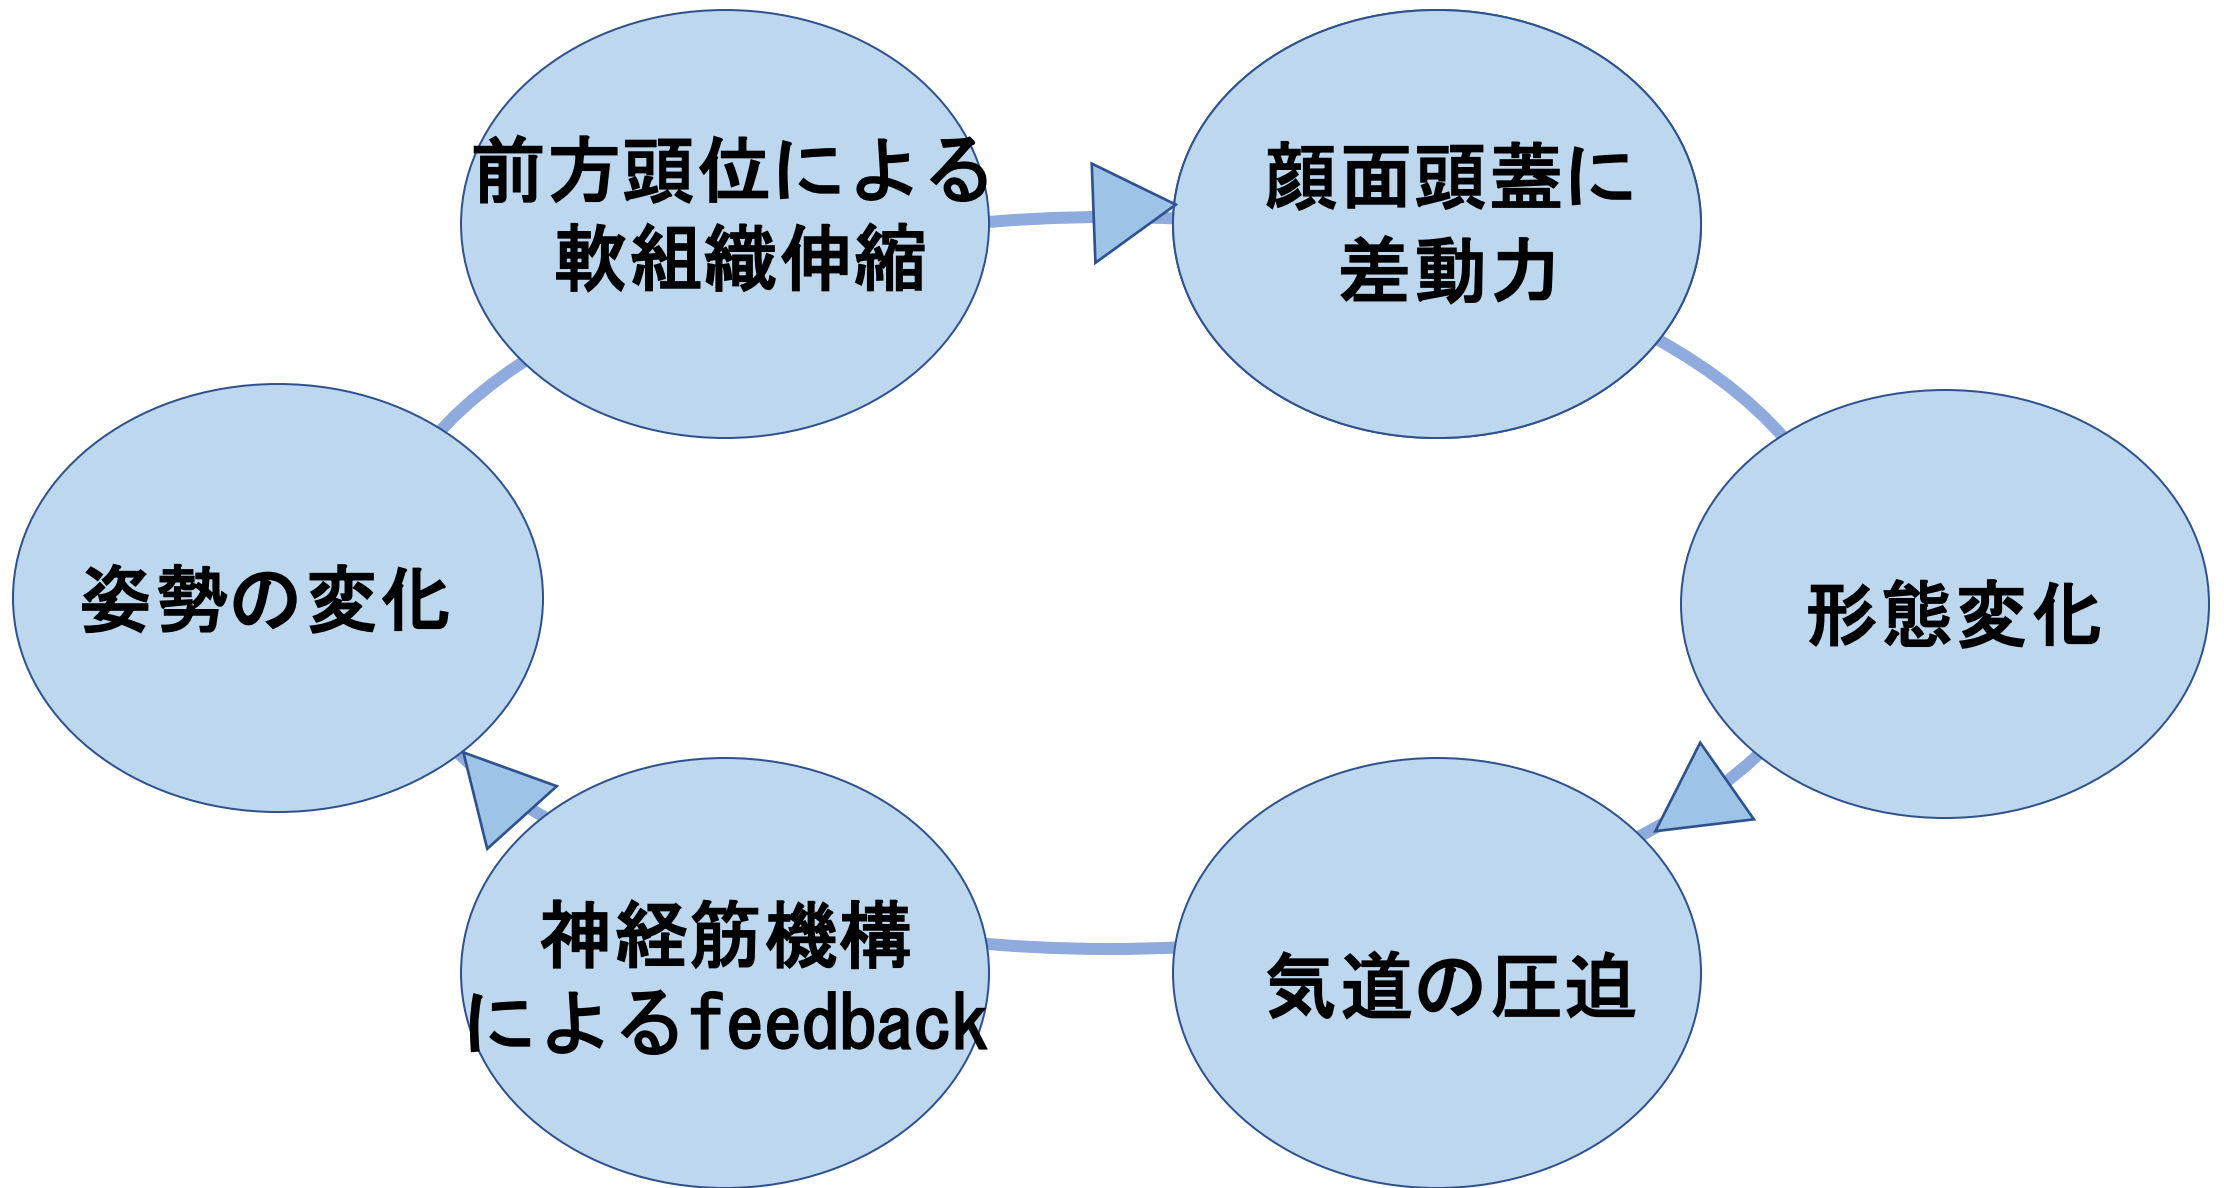 前方頭位による
軟組織伸縮
顔面頭蓋に
差動力
姿勢の変化
形態変化
神経筋機構
によるfeedback
気道の圧迫